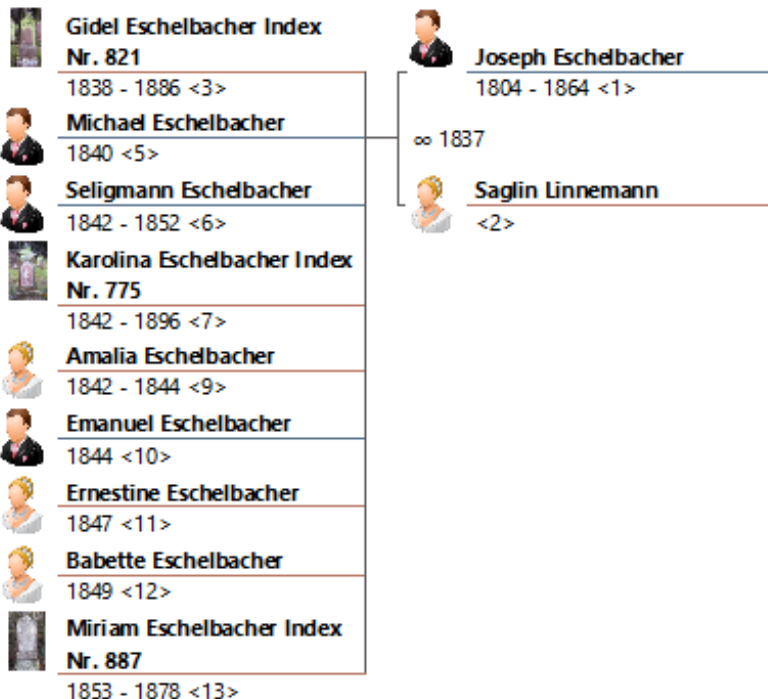 Gidel Eschelbacher Index
Nr. 821
1838 - 1886 <3>
Michael Eschelbacher
1840 <5>
Seligmann Eschelbacher
1842 - 1852 <6>
Karolina Eschelbacher Index
Nr. 775
1842 - 1896 <7>
Amalia Eschelbacher
1842 - 1844 <9>
Emanuel Eschelbacher
1844 <10>
Ernestine Eschelbacher
1847 <11>
Babette Eschelbacher
1849 <12>
Miriam Eschelbacher Index
Nr. 887
1853 - 1878 <13>
Joseph Eschelbacher
1804 - 1864 <1>
∞ 1837
Saglin Linnemann
<2>